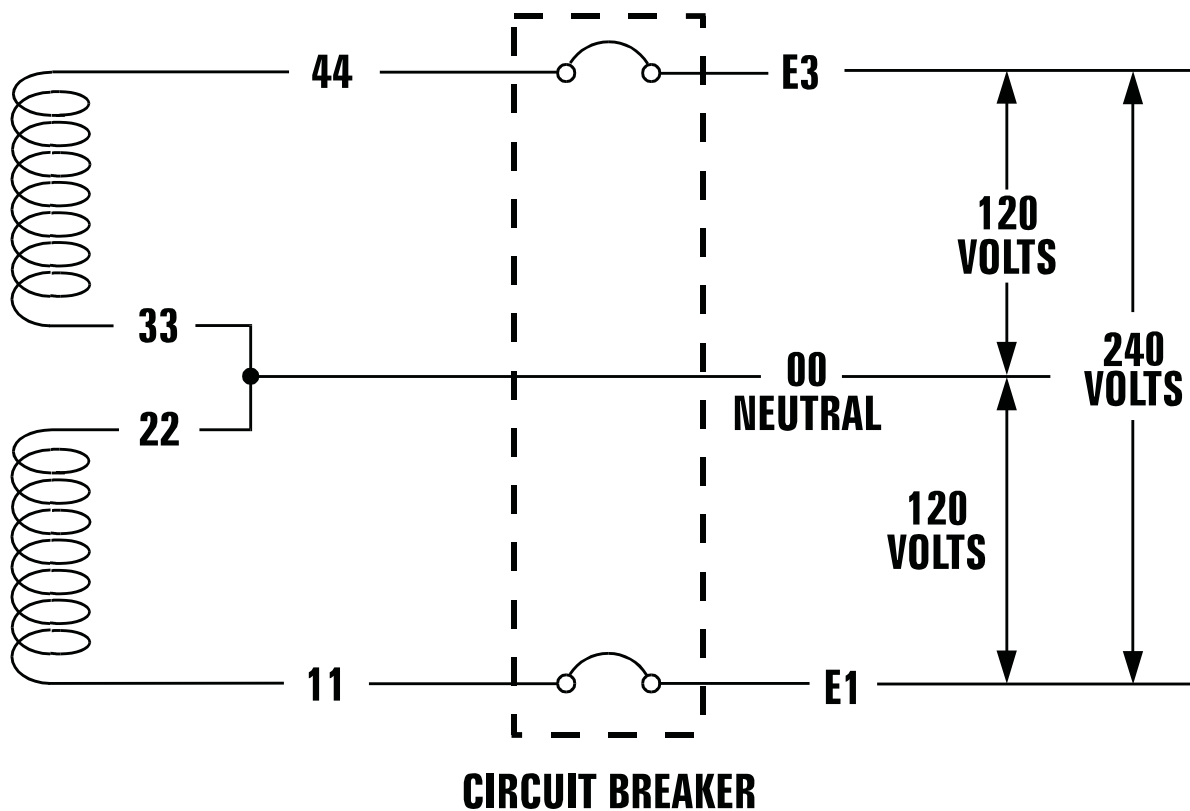 44
E3
120
VOLTS
33
240
VOLTS
00
NEUTRAL
22
120
VOLTS
11
E1
CIRCUIT BREAKER